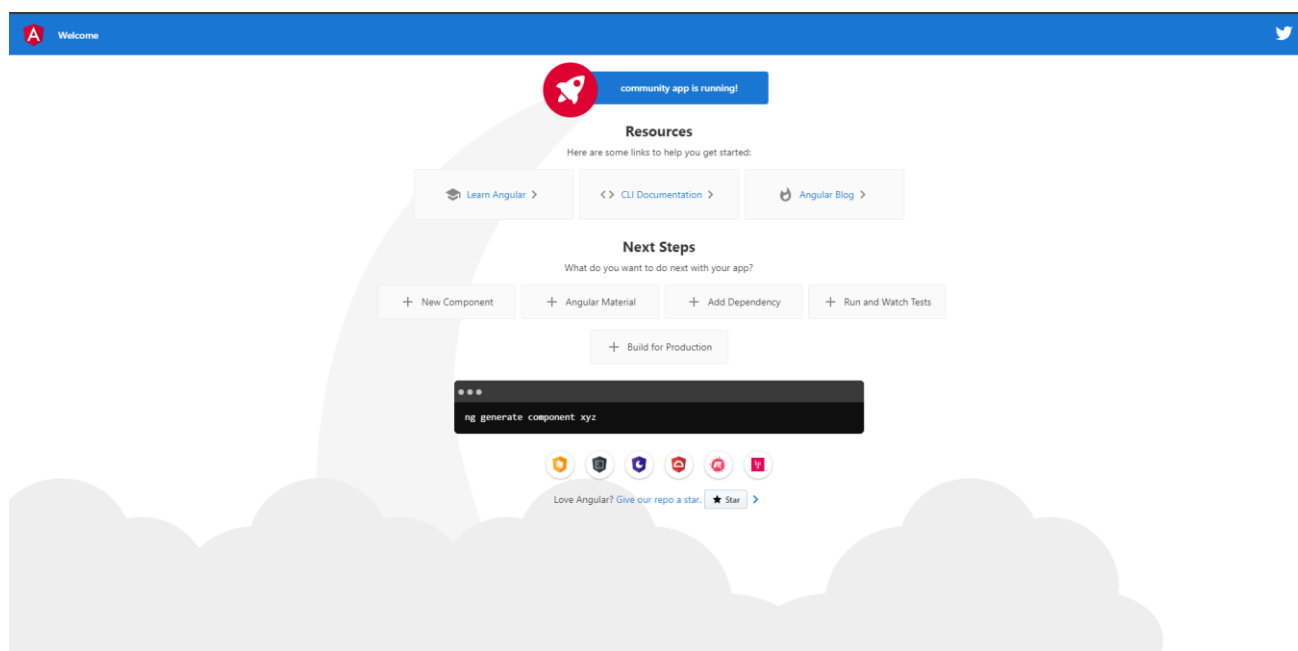 Welcome
community app is running!
Resources
Here are some links to help you get started:
Learn Angular
CLI Documentation
Angular Blog
Next Steps
What do you want to do next with your app?
New Component
Angular Material
Add Dependency
Run and Watch Tests
Build for Production
ng generate component xyz
Love Angular? Give our repo a star. Star